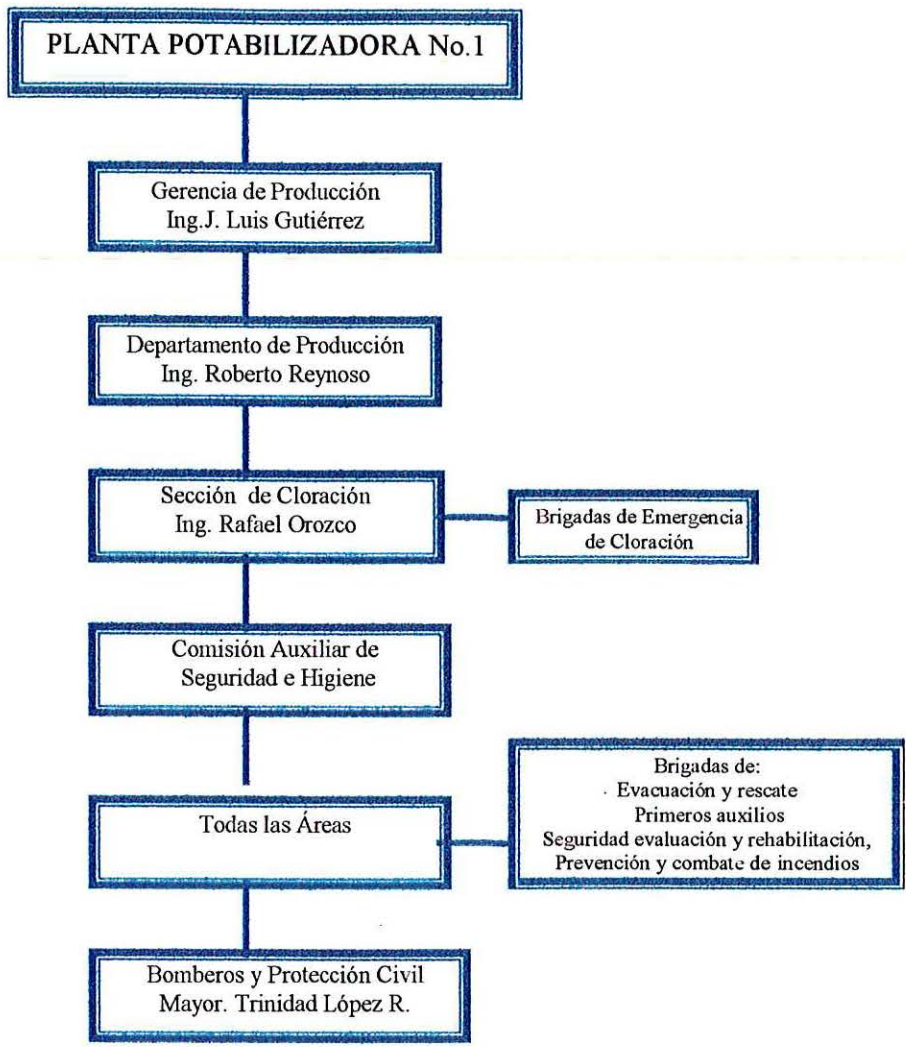 PLANTA POTABILIZADORA No.1
Gerencia de Producción
Ing.J. Luis Gutiérrez
Departamento de Producción
Ing. Roberto Reynoso
Sección de Cloración
Ing. Rafael Orozco
Brigadas de Emergencia
de Cloración
Comisión Auxiliar de
Seguridad e Higiene
Todas las Áreas
Brigadas de:
Evacuación y rescate
Primeros auxilios
Seguridad evaluación y rehabilitación,
Prevención y combate de incendios
Bomberos y Protección Civil
Mayor. Trinidad López R.